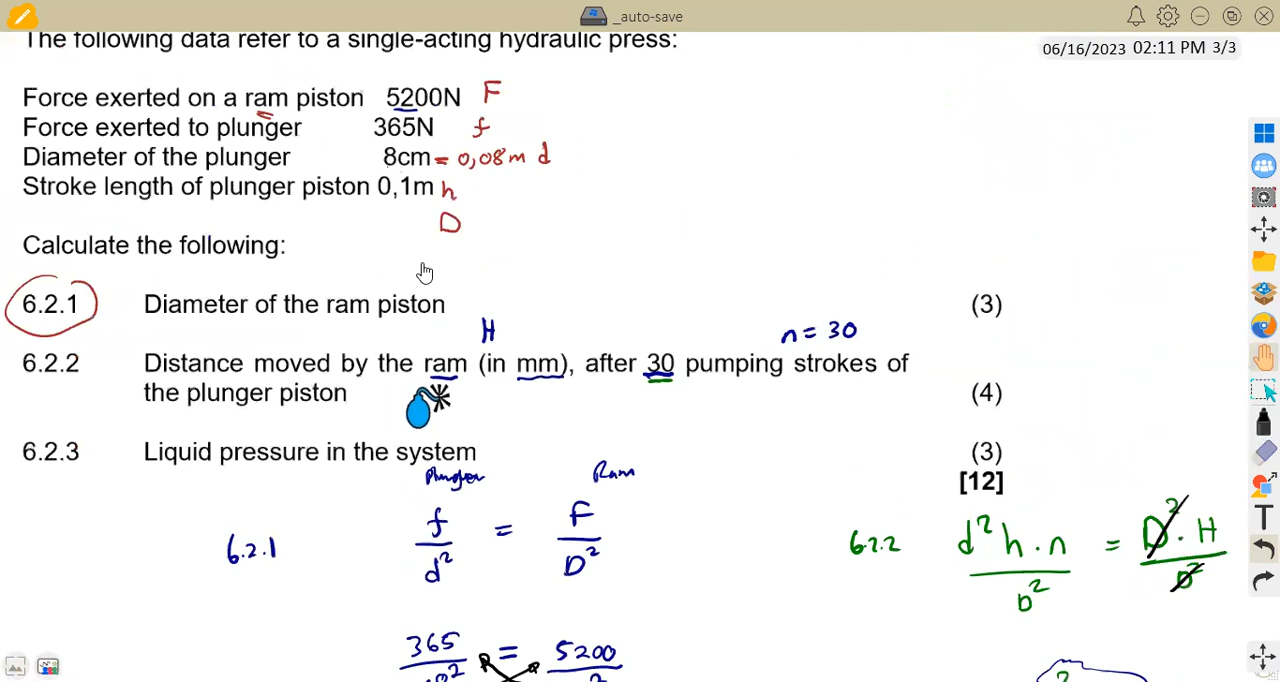 _auto-save
06/16/2023 02:11 PM 3/3
The following data refer to a single-acting hydraulic press:
Force exerted on a ram piston 5200N F
Force exerted to plunger 365N f
Diameter of the plunger 8cm = 0,08m d
Stroke length of plunger piston 0,1m h
D
Calculate the following:
6.2.1 Diameter of the ram piston (3)
H n = 30
6.2.2 Distance moved by the ram (in mm), after 30 pumping strokes of
the plunger piston (4)
6.2.3 Liquid pressure in the system (3)
Plunger Ram
[12]
6.2.1 f/d² = F/D²
6.2.2 d²h·n/D² = D²·H/D²
365 = 5200
T